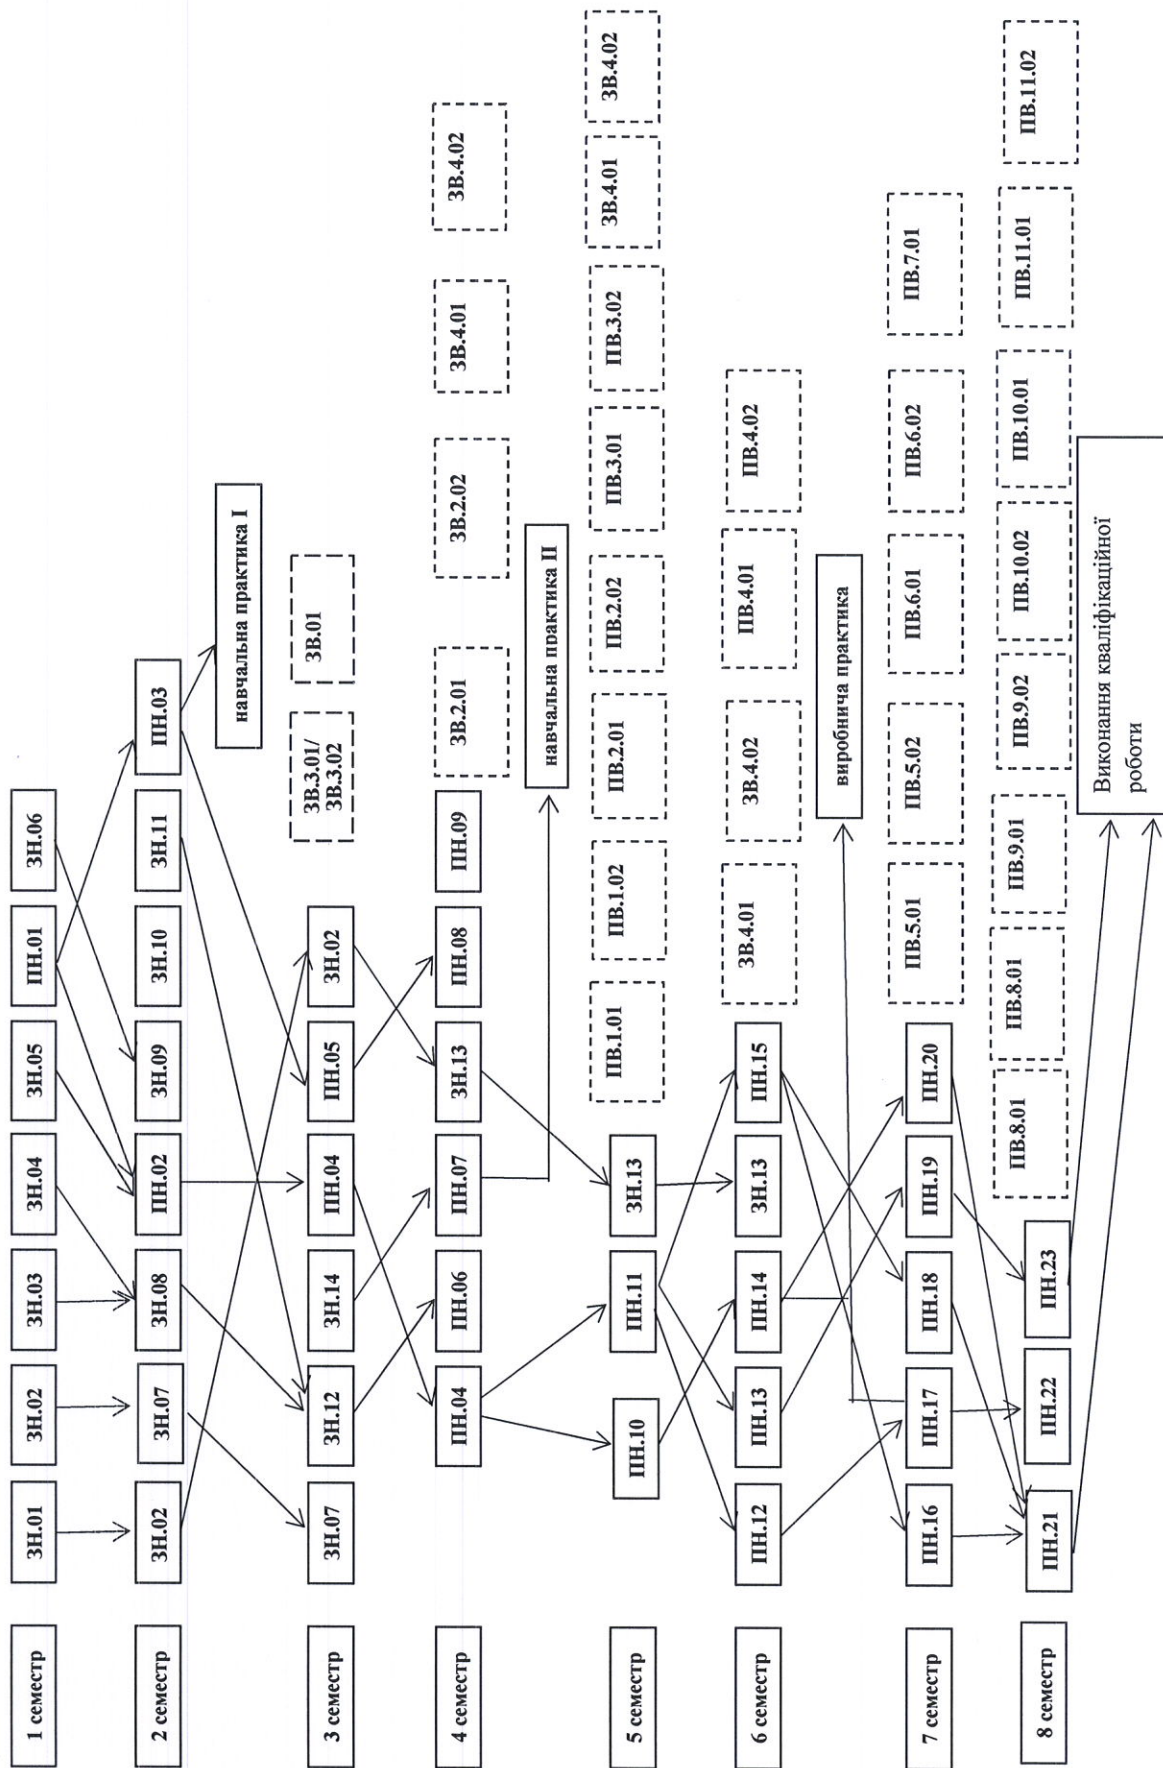 1 семестр
ЗН.01
ЗН.02
ЗН.03
ЗН.04
ЗН.05
ПН.01
ЗН.06
2 семестр
ЗН.02
ЗН.07
ЗН.08
ПН.02
ЗН.09
ЗН.10
ЗН.11
ПН.03
навчальна практика I
3 семестр
ЗН.07
ЗН.12
ЗН.14
ПН.04
ПН.05
ЗН.02
ЗВ.3.01/
ЗВ.3.02
ЗВ.01
4 семестр
ПН.04
ПН.06
ПН.07
ЗН.13
ПН.08
ПН.09
ЗВ.2.01
ЗВ.2.02
ЗВ.4.01
ЗВ.4.02
навчальна практика II
5 семестр
ПН.10
ПН.11
ЗН.13
ПВ.1.01
ПВ.1.02
ПВ.2.01
ПВ.2.02
ПВ.3.01
ПВ.3.02
ЗВ.4.01
ЗВ.4.02
6 семестр
ПН.12
ПН.13
ПН.14
ЗН.13
ПН.15
ЗВ.4.01
ЗВ.4.02
ПВ.4.01
ПВ.4.02
виробнича практика
7 семестр
ПН.16
ПН.17
ПН.18
ПН.19
ПН.20
ПВ.5.01
ПВ.5.02
ПВ.6.01
ПВ.6.02
ПВ.7.01
8 семестр
ПН.21
ПН.22
ПН.23
ПВ.8.01
ПВ.8.01
ПВ.9.01
ПВ.9.02
ПВ.10.02
ПВ.10.01
ПВ.11.01
ПВ.11.02
Виконання кваліфікаційної
роботи